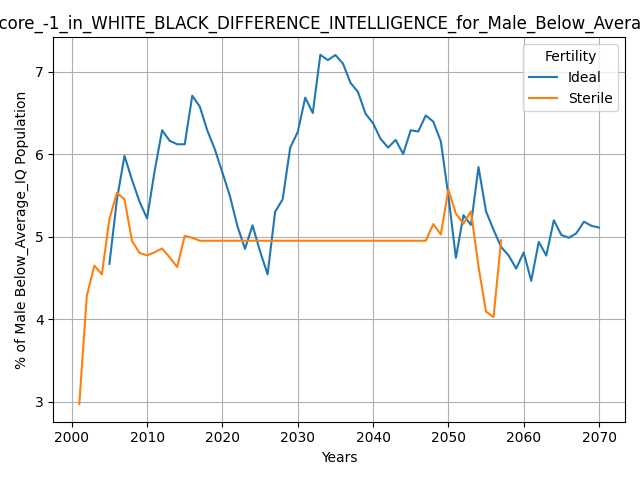 core_-1_in_WHITE_BLACK_DIFFERENCE_INTELLIGENCE_for_Male_Below_Avera
Fertility
Ideal
Sterile
% of Male Below_Average_IQ Population
7
6
5
4
3
2000 2010 2020 2030 2040 2050 2060 2070
Years